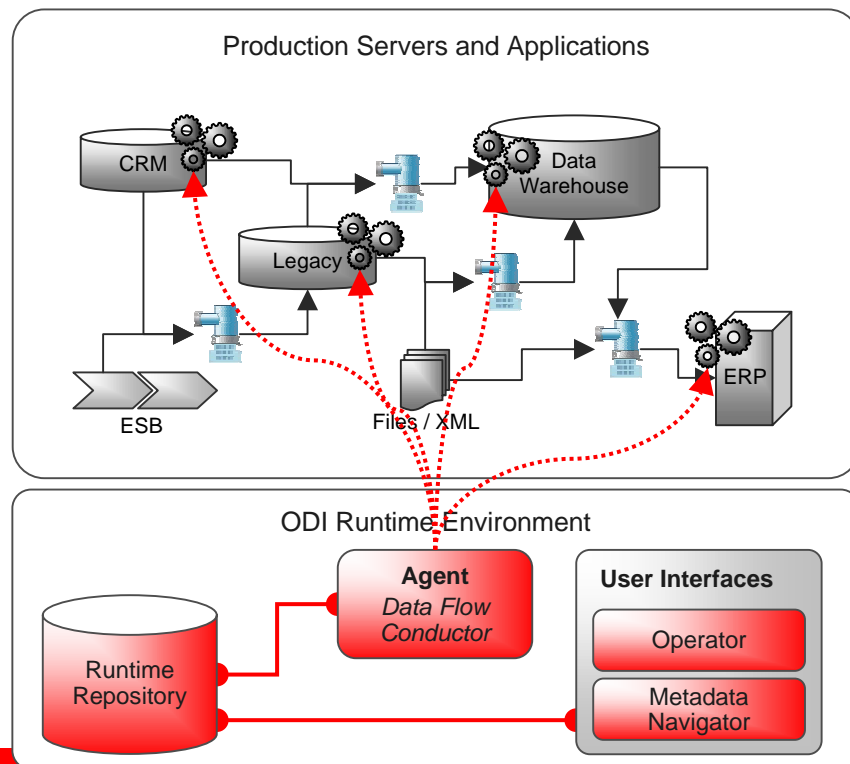 Production Servers and Applications
CRM
Data
Warehouse
Legacy
ERP
ESB
Files / XML
ODI Runtime Environment
Agent
Data Flow
Conductor
User Interfaces
Operator
Runtime
Repository
Metadada
Navigator